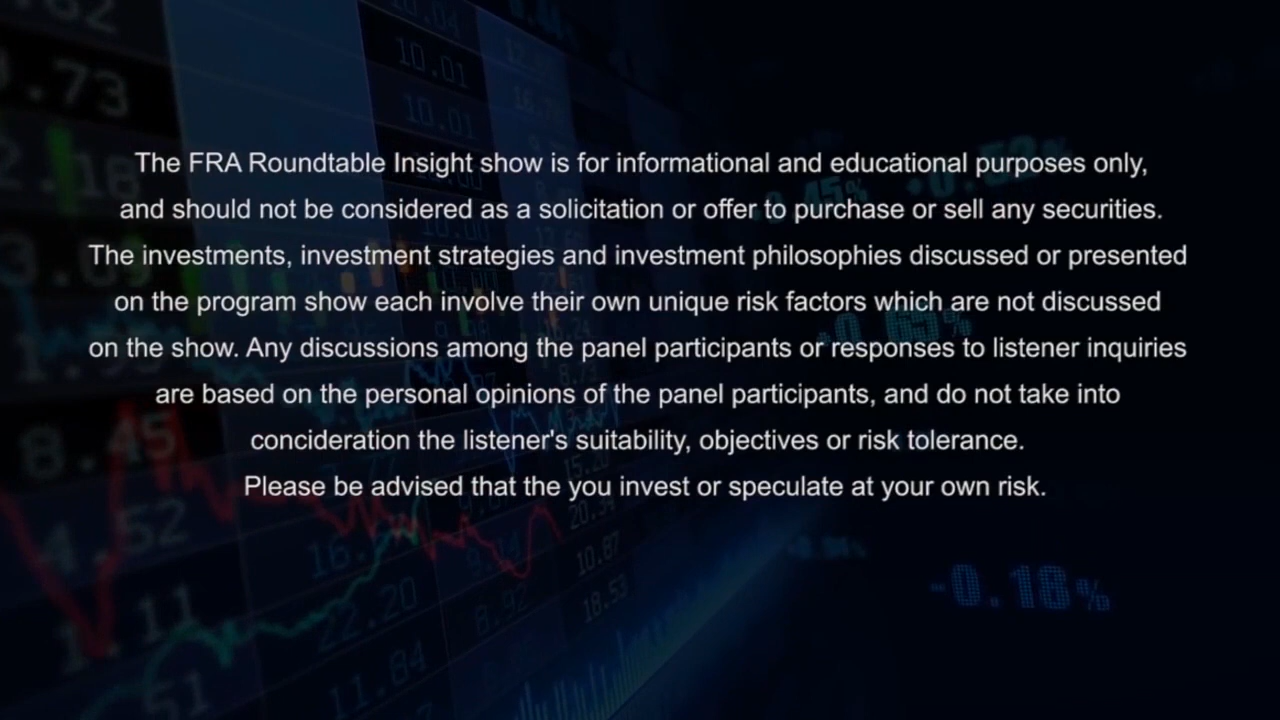 The FRA Roundtable Insight show is for informational and educational purposes only,
and should not be considered as a solicitation or offer to purchase or sell any securities.
The investments, investment strategies and investment philosophies discussed or presented
on the program show each involve their own unique risk factors which are not discussed
on the show. Any discussions among the panel participants or responses to listener inquiries
are based on the personal opinions of the panel participants, and do not take into
concideration the listener's suitability, objectives or risk tolerance.
Please be advised that the you invest or speculate at your own risk.
-0.18%